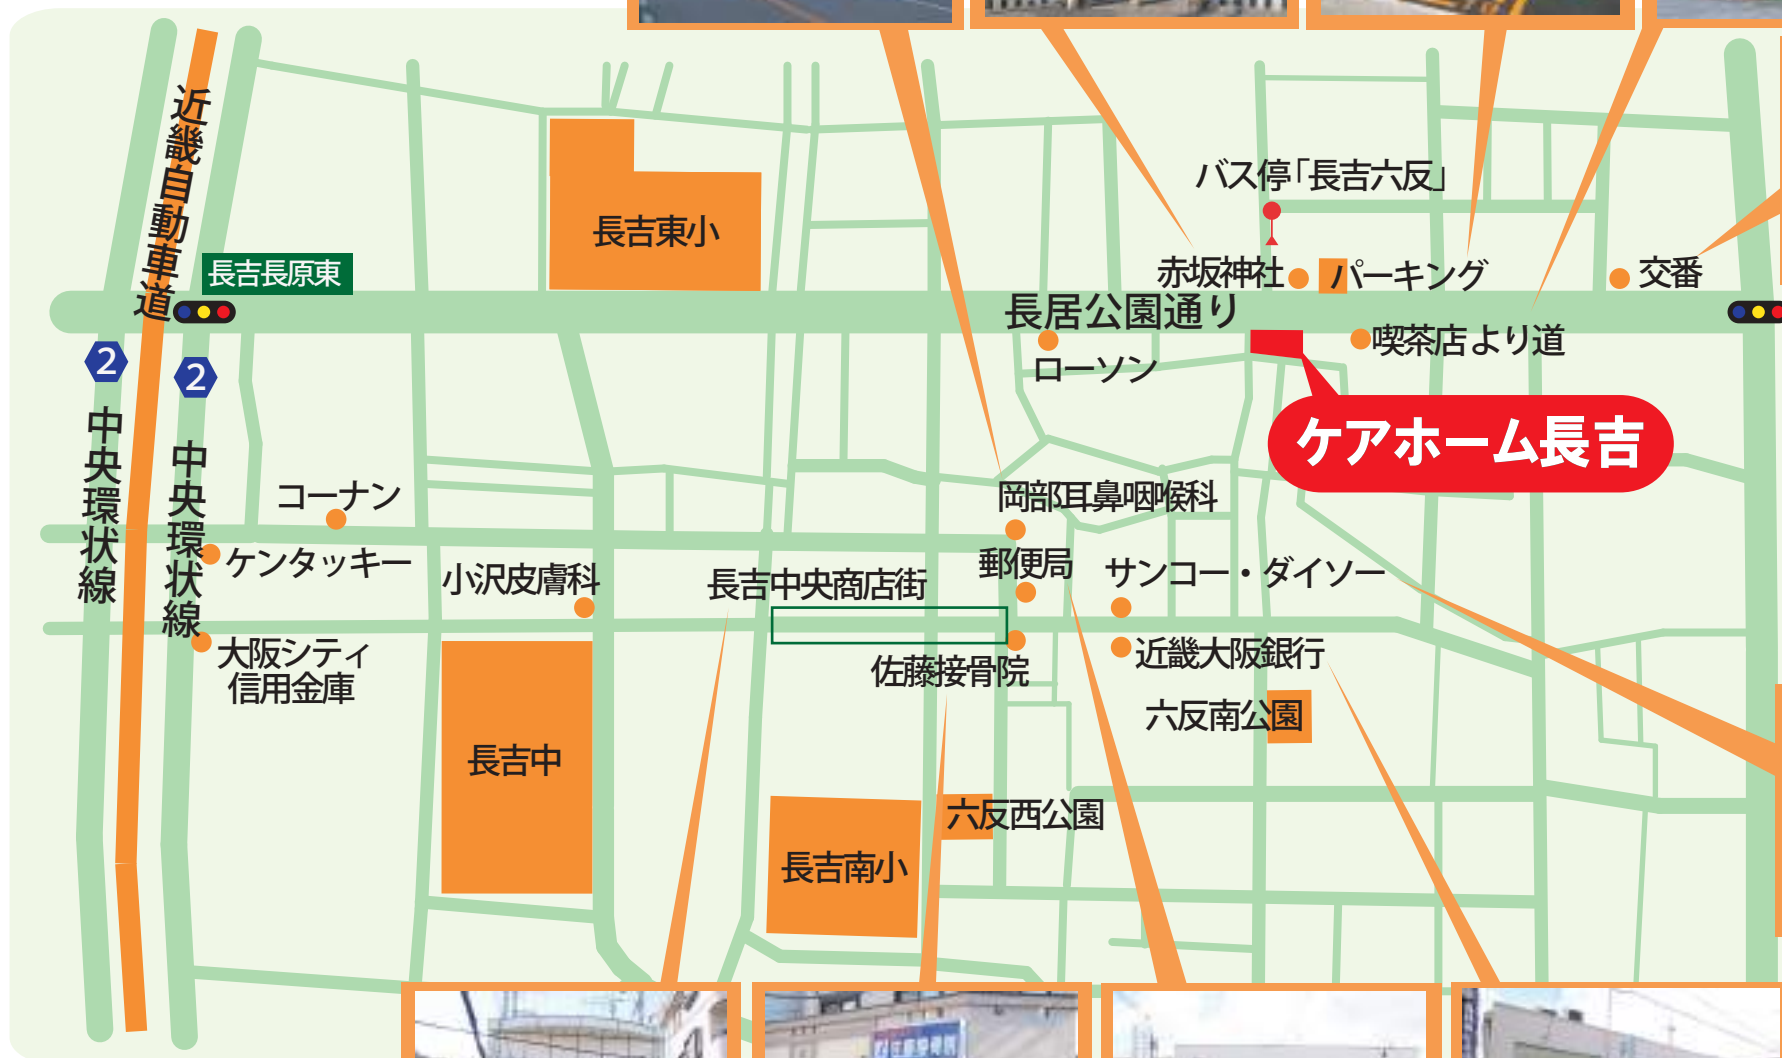 近畿自動車道
長吉東小
バス停「長吉六反」
長吉長原東
赤坂神社
パーキング
交番
長居公園通り
ローソン
喫茶店 より道
2
2
中央環状線
中央環状線
ケアホーム長吉
コーナン
ケンタッキー
岡部耳鼻咽喉科
小沢皮膚科
長吉中央商店街
郵便局
サンコー・ダイソー
大阪シティ
信用金庫
佐藤接骨院
近畿大阪銀行
六反南公園
長吉中
六反西公園
長吉南小